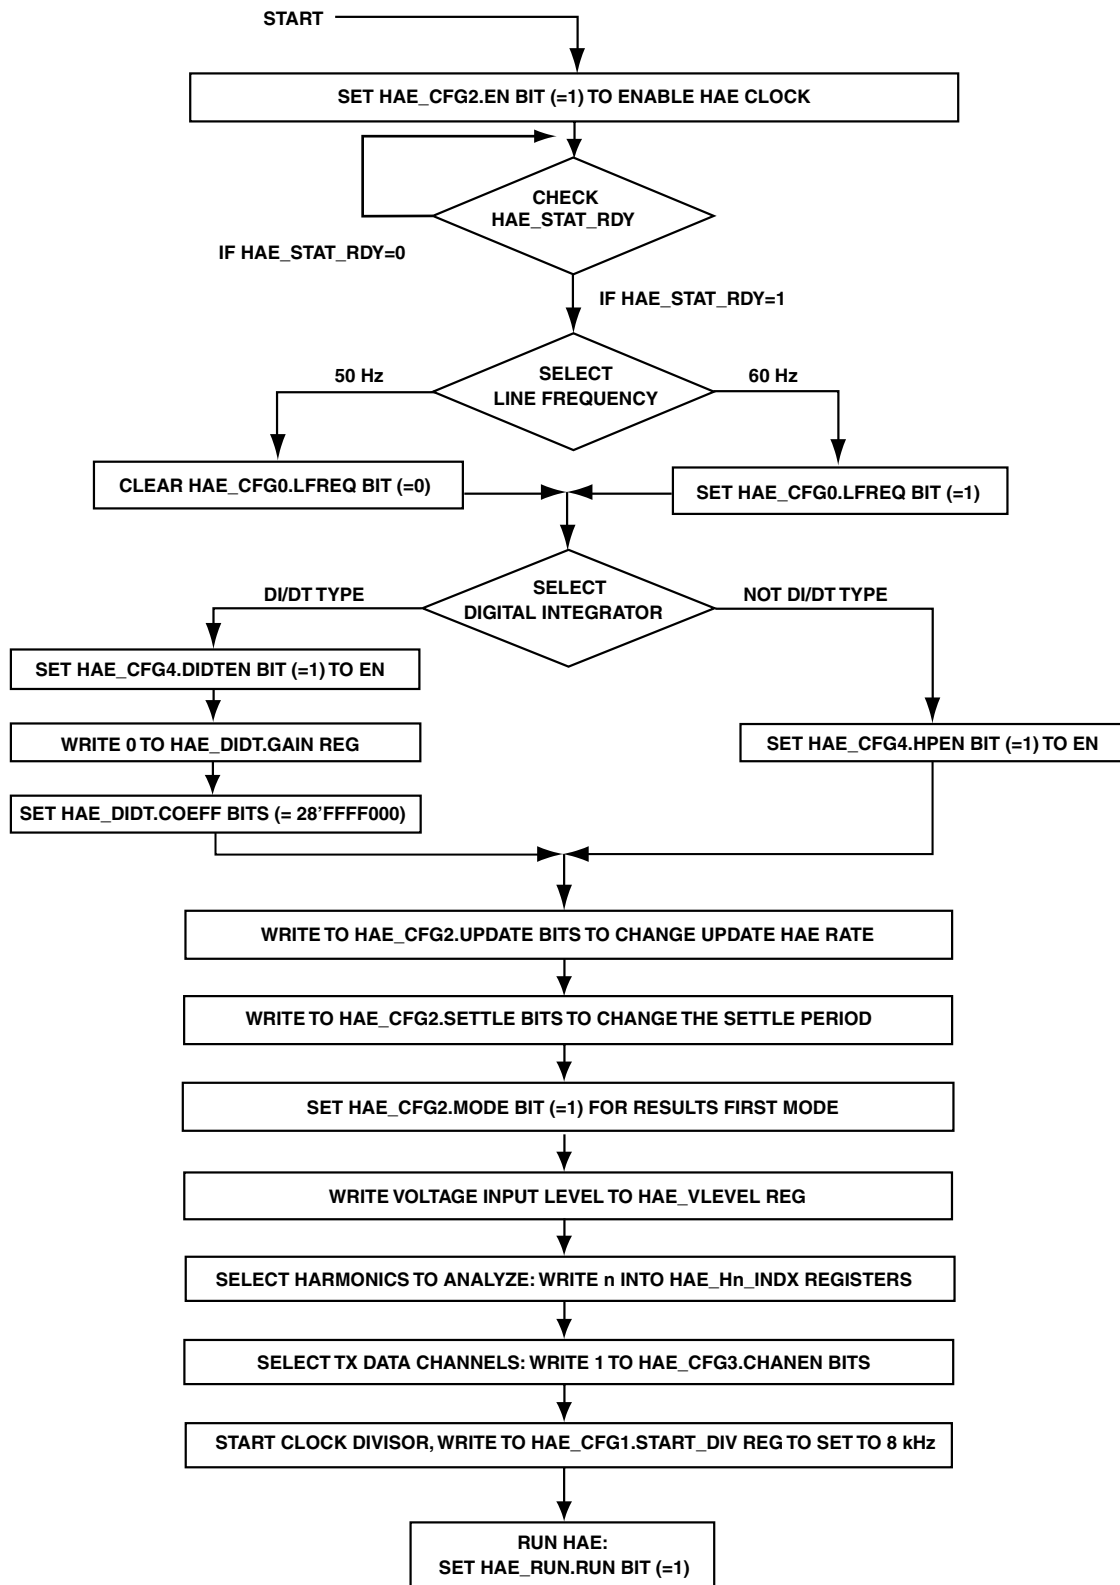 START
SET HAE_CFG2.EN BIT (=1) TO ENABLE HAE CLOCK
CHECK
HAE_STAT_RDY
IF HAE_STAT_RDY=0
IF HAE_STAT_RDY=1
50 Hz
SELECT
LINE FREQUENCY
60 Hz
CLEAR HAE_CFG0.LFREQ BIT (=0)
SET HAE_CFG0.LFREQ BIT (=1)
DI/DT TYPE
SELECT
DIGITAL INTEGRATOR
NOT DI/DT TYPE
SET HAE_CFG4.DIDTEN BIT (=1) TO EN
WRITE 0 TO HAE_DIDT.GAIN REG
SET HAE_CFG4.HPEN BIT (=1) TO EN
SET HAE_DIDT.COEFF BITS (= 28’FFFF000)
WRITE TO HAE_CFG2.UPDATE BITS TO CHANGE UPDATE HAE RATE
WRITE TO HAE_CFG2.SETTLE BITS TO CHANGE THE SETTLE PERIOD
SET HAE_CFG2.MODE BIT (=1) FOR RESULTS FIRST MODE
WRITE VOLTAGE INPUT LEVEL TO HAE_VLEVEL REG
SELECT HARMONICS TO ANALYZE: WRITE n INTO HAE_Hn_INDX REGISTERS
SELECT TX DATA CHANNELS: WRITE 1 TO HAE_CFG3.CHANEN BITS
START CLOCK DIVISOR, WRITE TO HAE_CFG1.START_DIV REG TO SET TO 8 kHz
RUN HAE:
SET HAE_RUN.RUN BIT (=1)